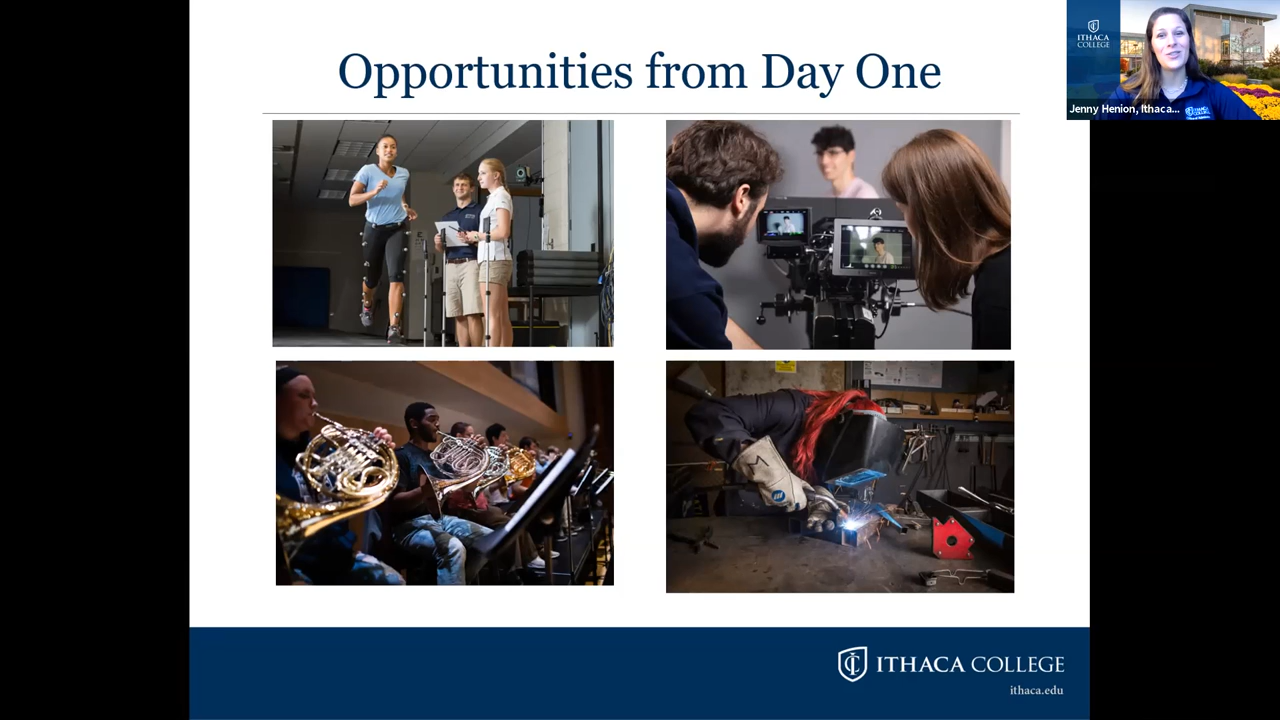 Opportunities from Day One
ITHACA
COLLEGE
Jenny Henion, Ithaca...
ITHACA COLLEGE
ithaca.edu